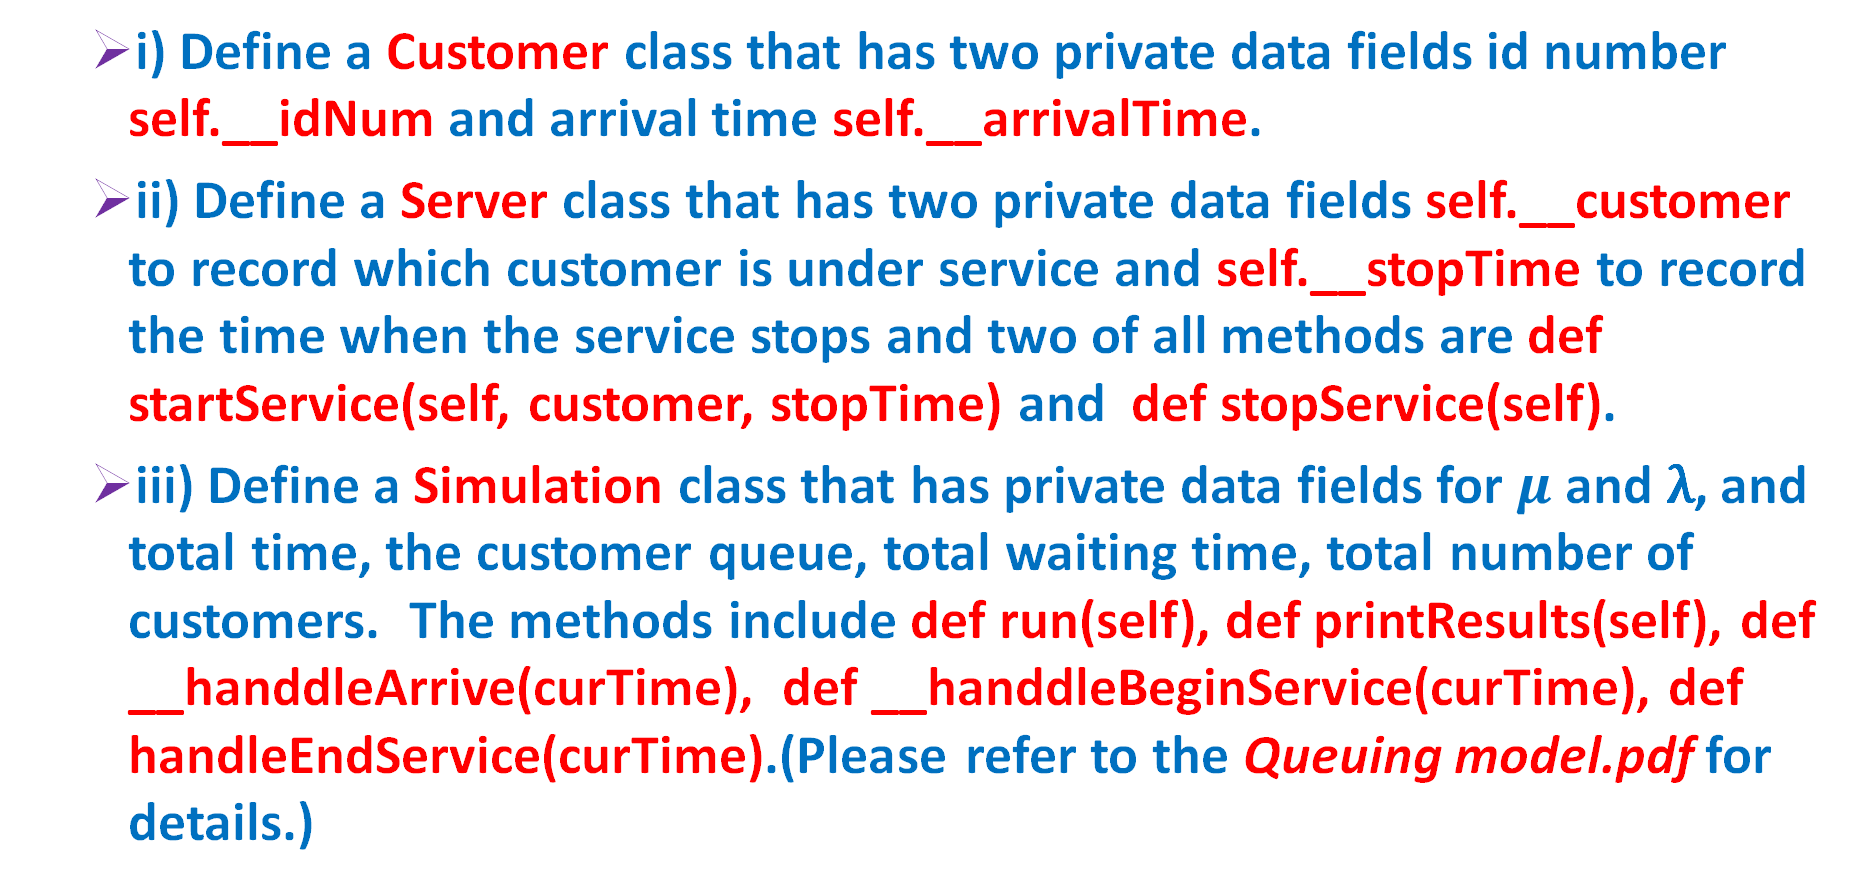 ➢i) Define a Customer class that has two private data fields id number
self.__idNum and arrival time self.__arrivalTime.
➢ii) Define a Server class that has two private data fields self.__customer
to record which customer is under service and self.__stopTime to record
the time when the service stops and two of all methods are def
startService(self, customer, stopTime) and  def stopService(self).
➢iii) Define a Simulation class that has private data fields for μ and λ, and
total time, the customer queue, total waiting time, total number of
customers.  The methods include def run(self), def printResults(self), def
__handdleArrive(curTime),  def __handdleBeginService(curTime), def
handleEndService(curTime).(Please refer to the Queuing model.pdf for
details.)